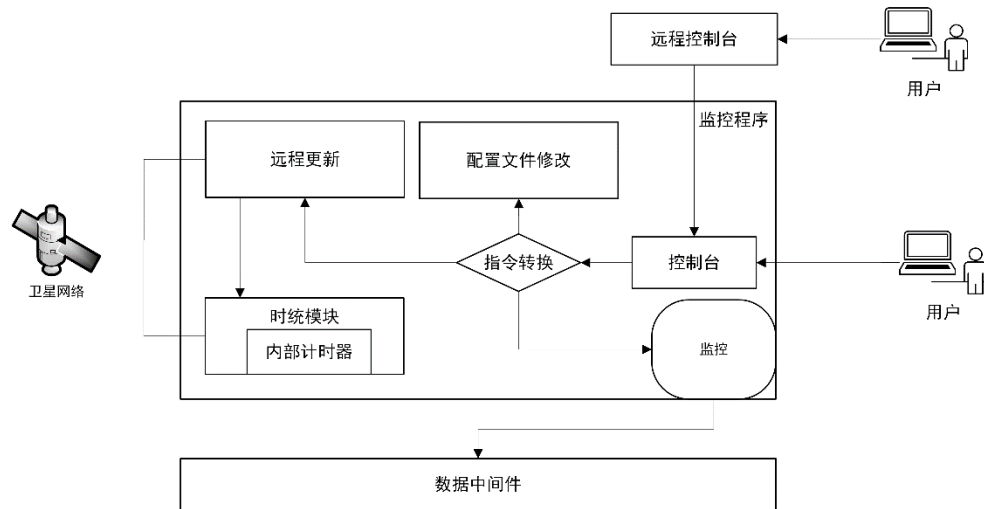 远程控制台
用户
监控程序
远程更新
配置文件修改
卫星网络
指令转换
控制台
用户
时统模块
内部计时器
监控
数据中间件